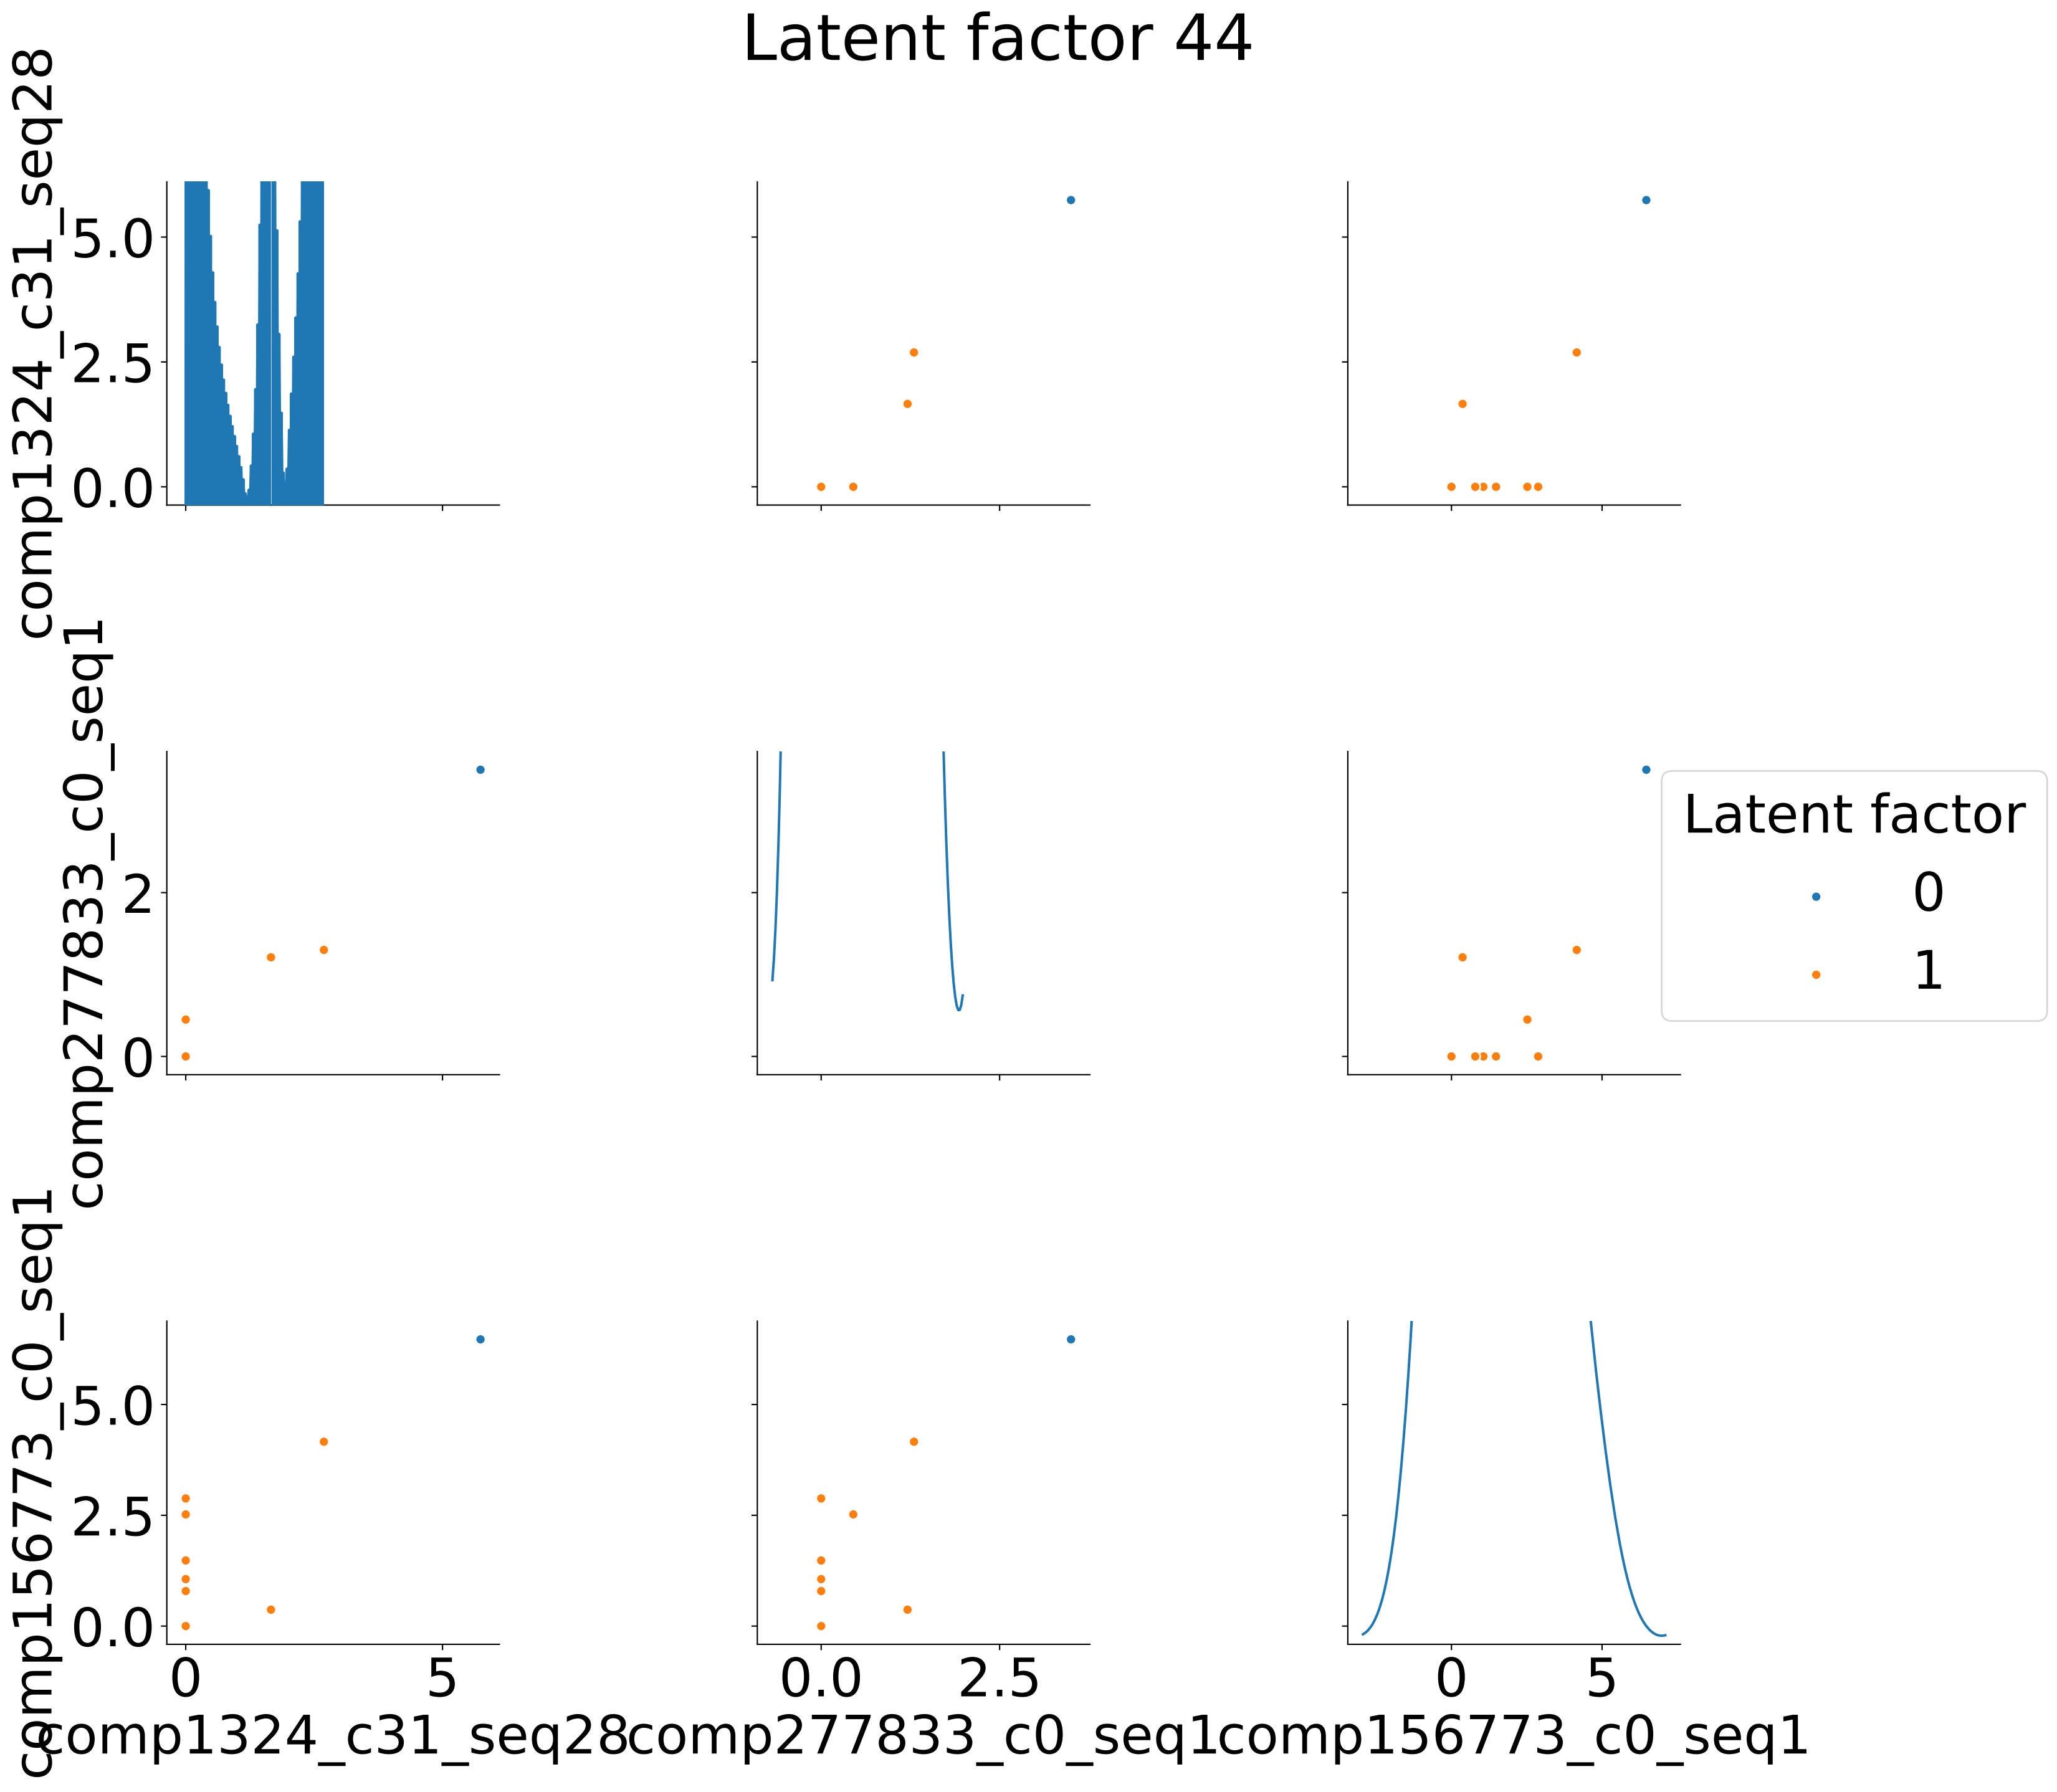 Latent factor 44
comp1324_c31_seq28
5.0
2.5
0.0
comp277833_c0_seq1
2
0
Latent factor
0
1
comp156773_c0_seq1
5.0
2.5
0.0
0 5 0.0 2.5 0 5
comp1324_c31_seq28 comp277833_c0_seq1 comp156773_c0_seq1